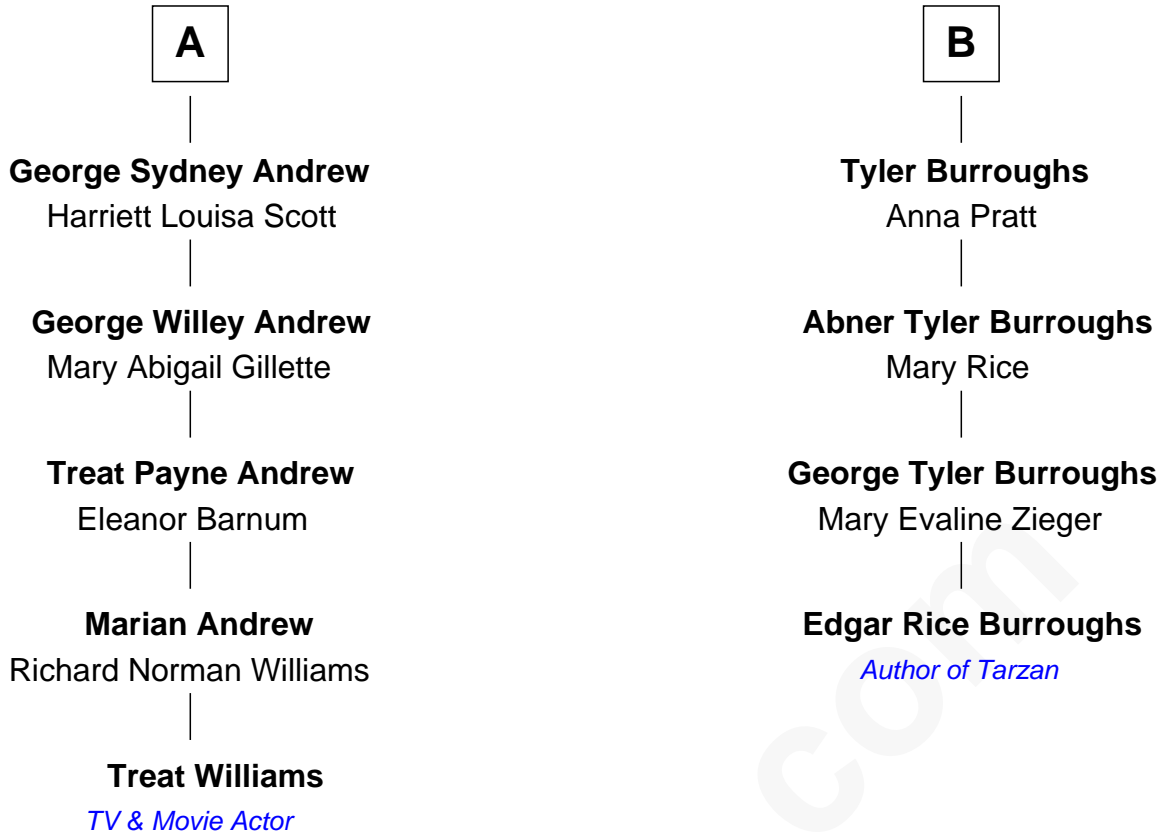 A
George Sydney Andrew
Harriett Louisa Scott
George Willey Andrew
Mary Abigail Gillette
Treat Payne Andrew
Eleanor Barnum
Marian Andrew
Richard Norman Williams
Treat Williams
TV & Movie Actor
B
Tyler Burroughs
Anna Pratt
Abner Tyler Burroughs
Mary Rice
George Tyler Burroughs
Mary Evaline Zieger
Edgar Rice Burroughs
Author of Tarzan
com